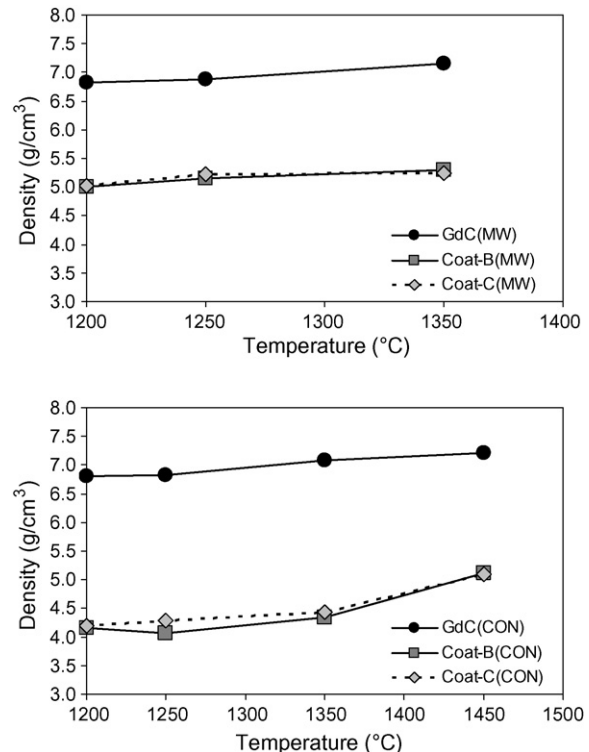 8.0
7.5
7.0
6.5
6.0
5.5
5.0
4.5
4.0
3.5
3.0
Density (g/cm³)
GdC(MW)
Coat-B(MW)
Coat-C(MW)
1200 1250 1300 1350 1400
Temperature (°C)
8.0
7.5
7.0
6.5
6.0
5.5
5.0
4.5
4.0
3.5
3.0
Density (g/cm³)
GdC(CON)
Coat-B(CON)
Coat-C(CON)
1200 1250 1300 1350 1400 1450 1500
Temperature (°C)